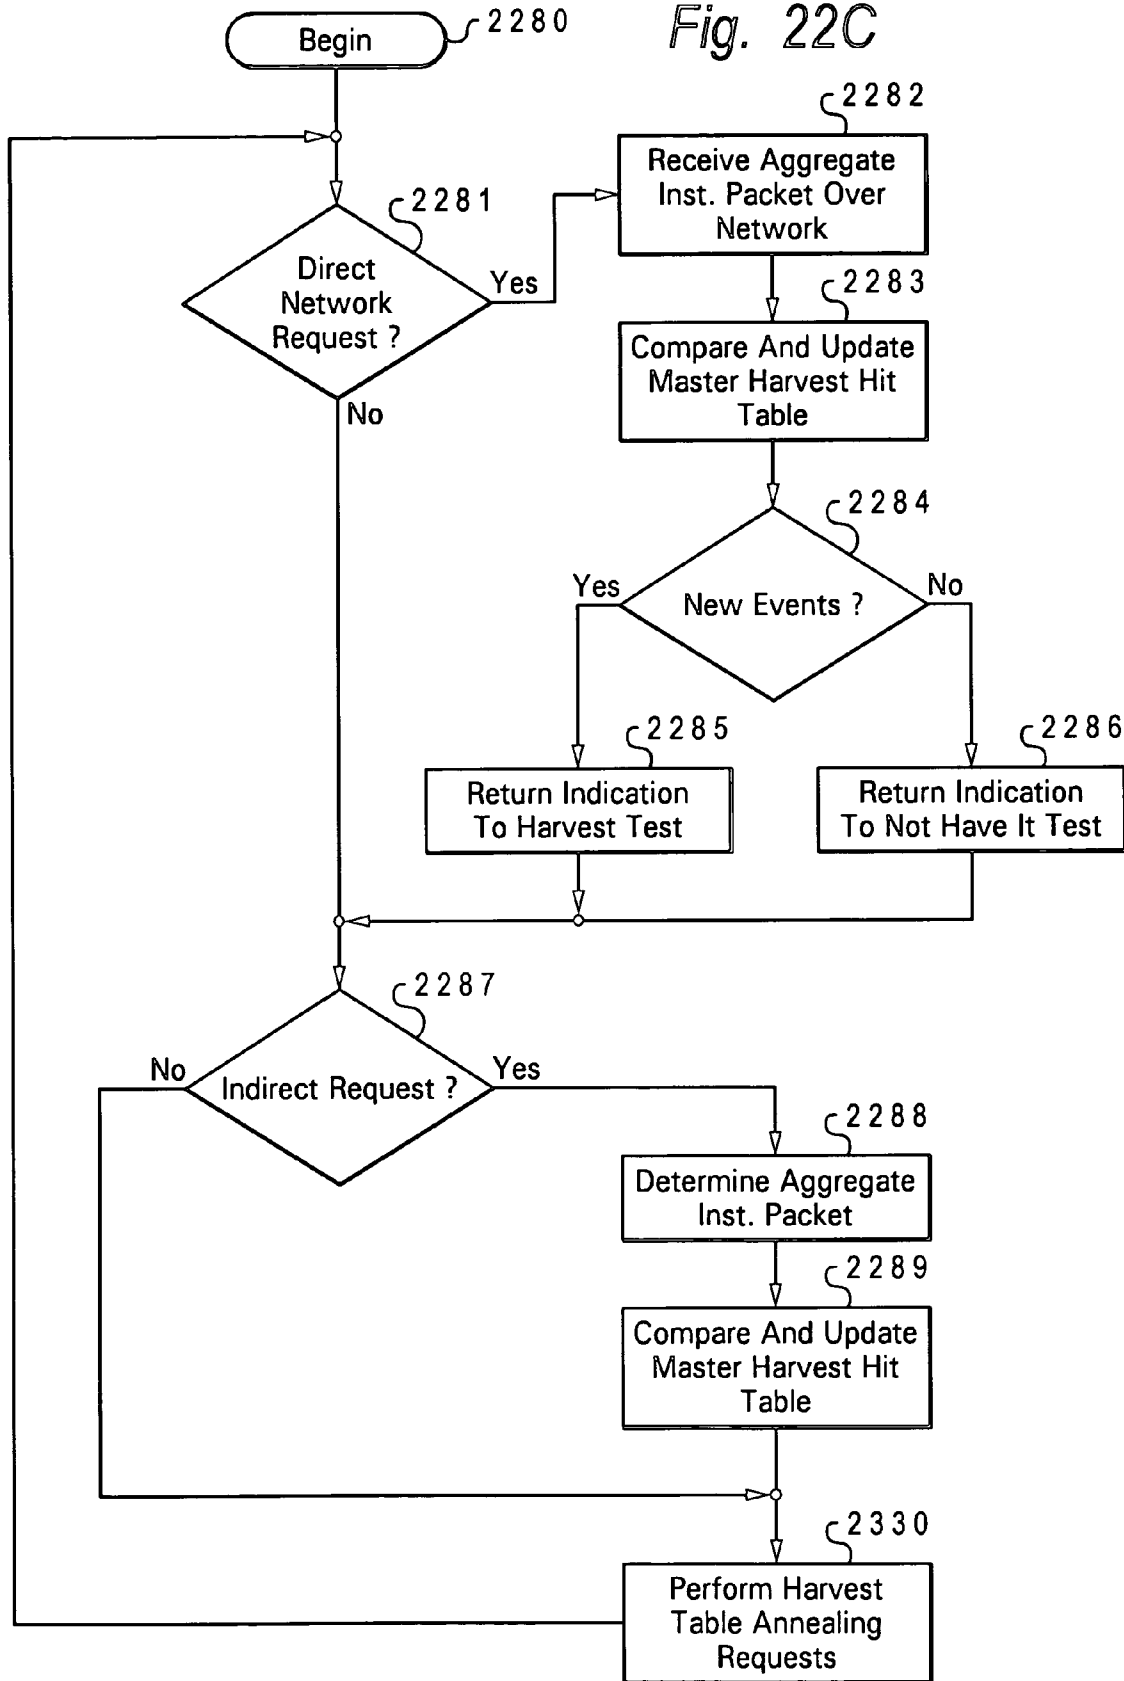 Fig. 22C
Begin
2280
2281
Direct
Network
Request ?
Yes
No
2282
Receive Aggregate
Inst. Packet Over
Network
2283
Compare And Update
Master Harvest Hit
Table
2284
New Events ?
Yes
No
2285
Return Indication
To Harvest Test
2286
Return Indication
To Not Have It Test
2287
Indirect Request ?
No
Yes
2288
Determine Aggregate
Inst. Packet
2289
Compare And Update
Master Harvest Hit
Table
2330
Perform Harvest
Table Annealing
Requests